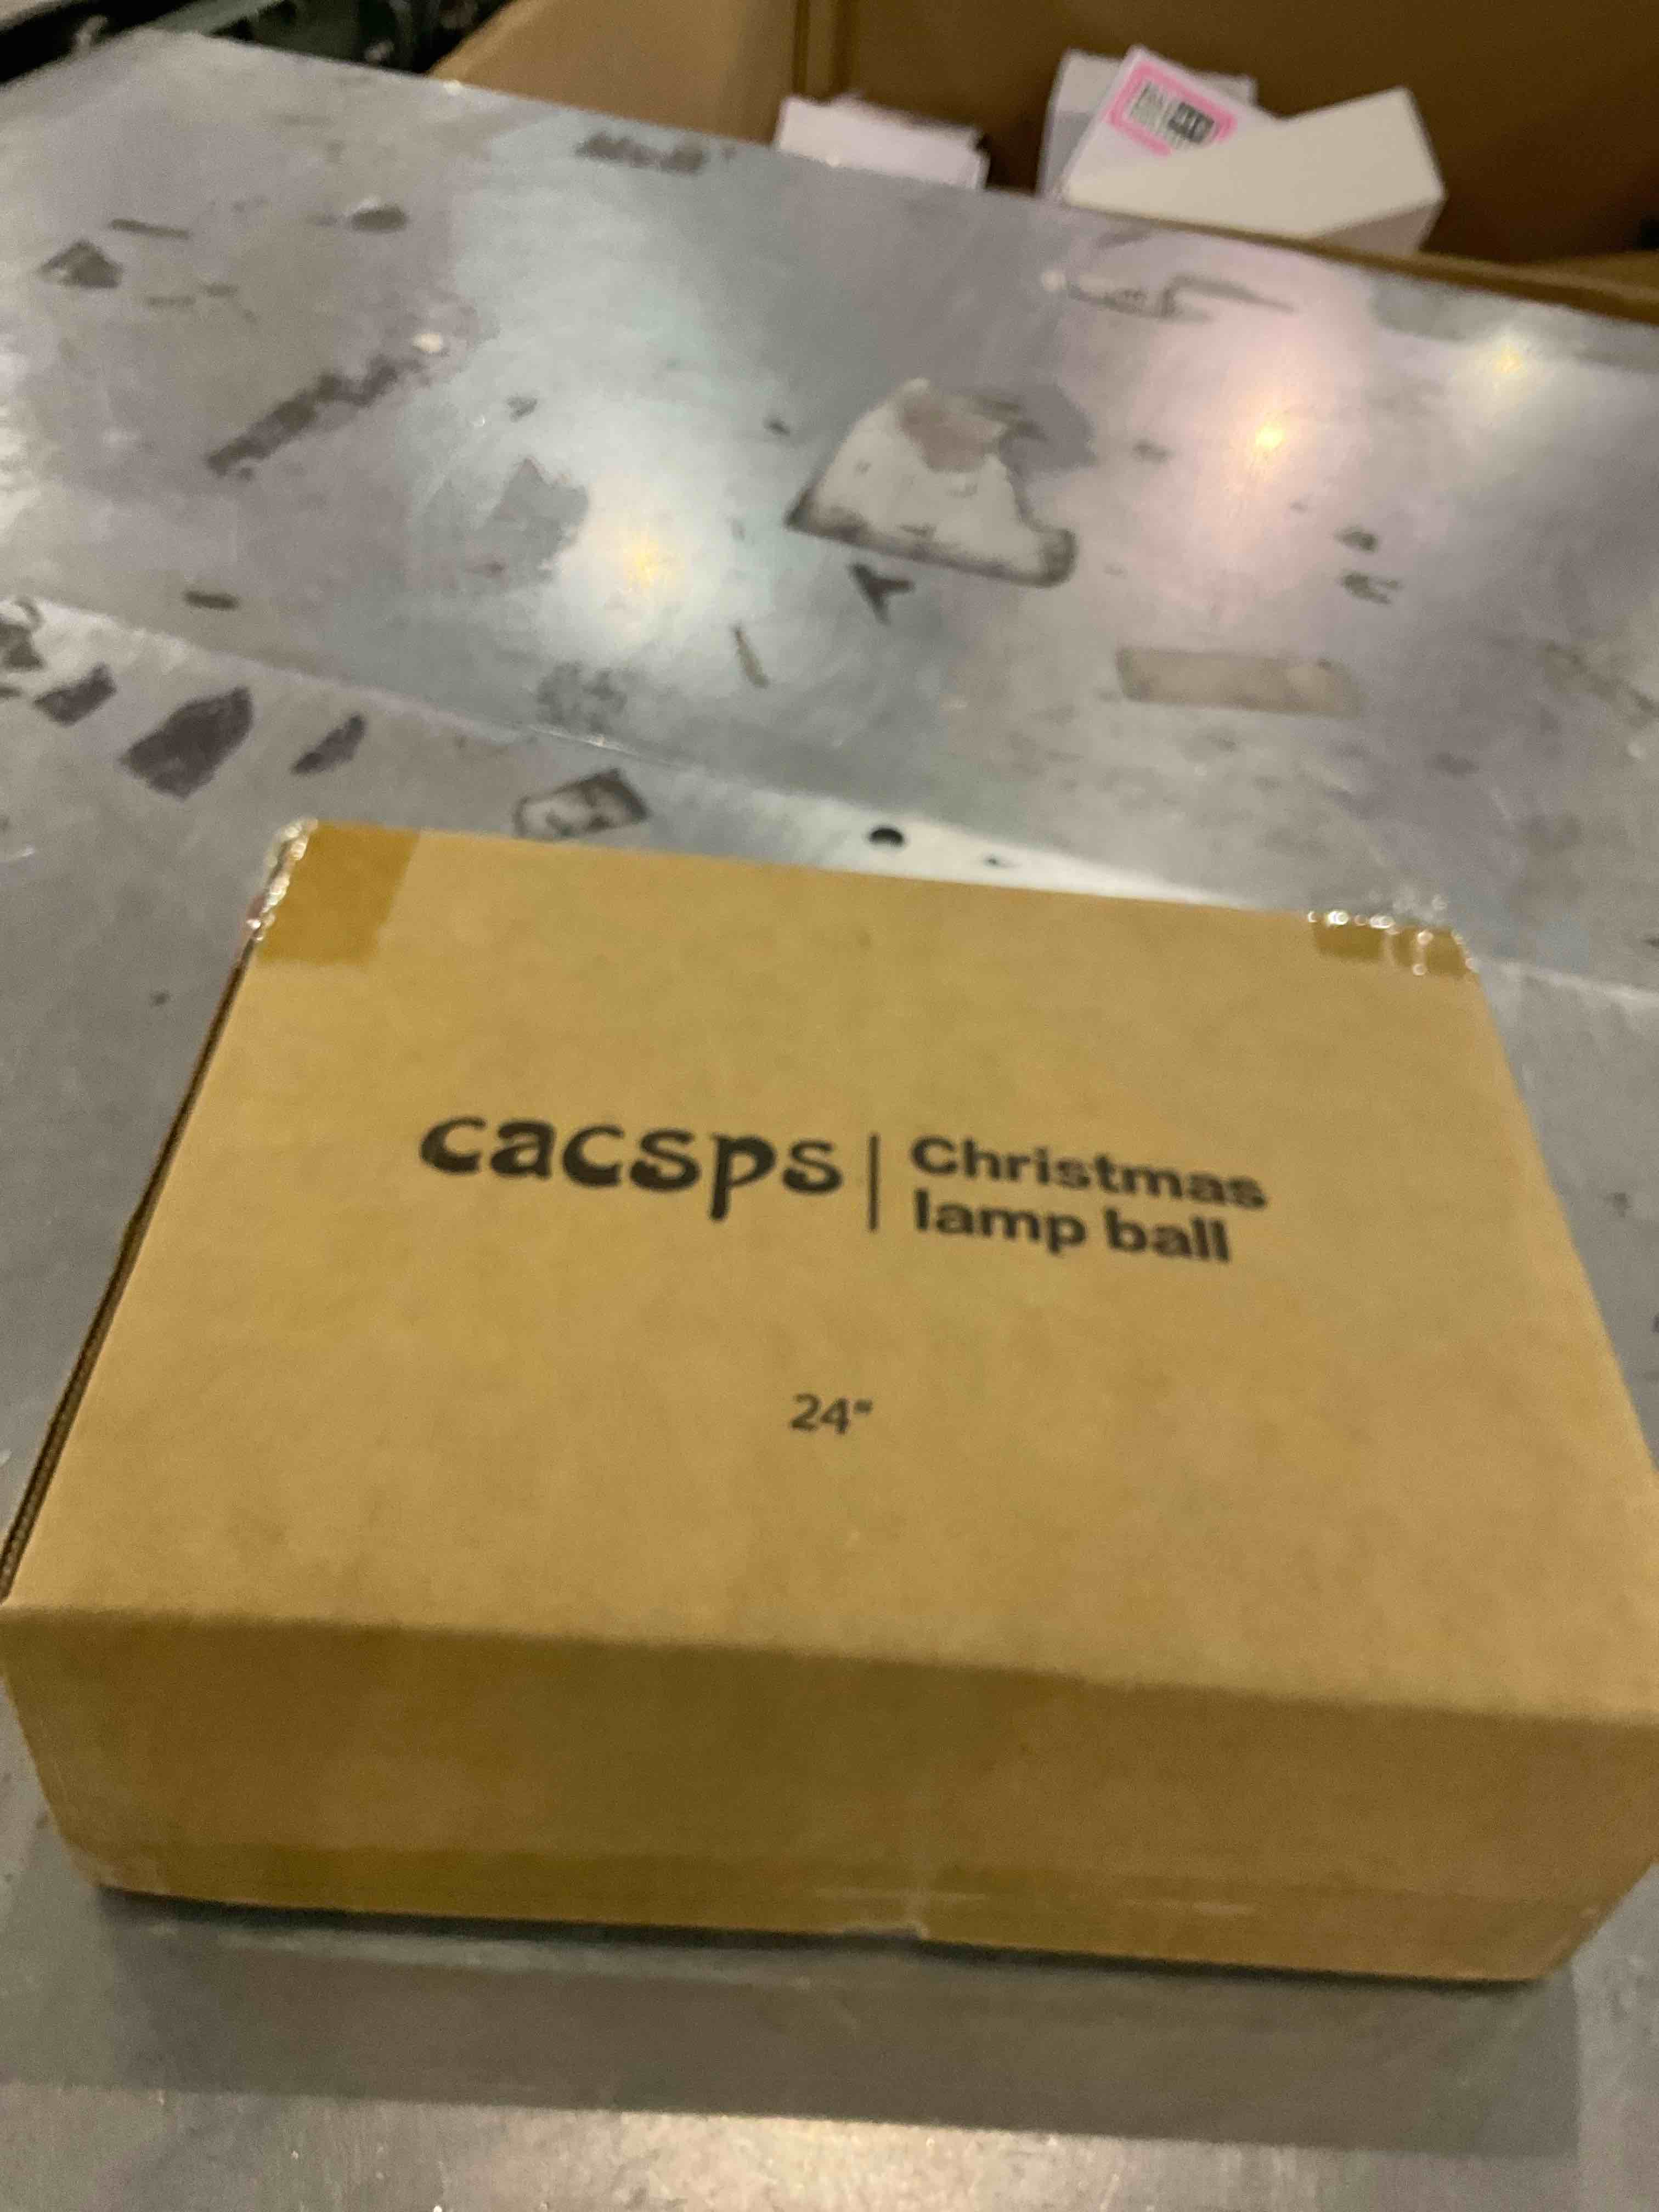 cacsps | Christmas
lamp ball
24"